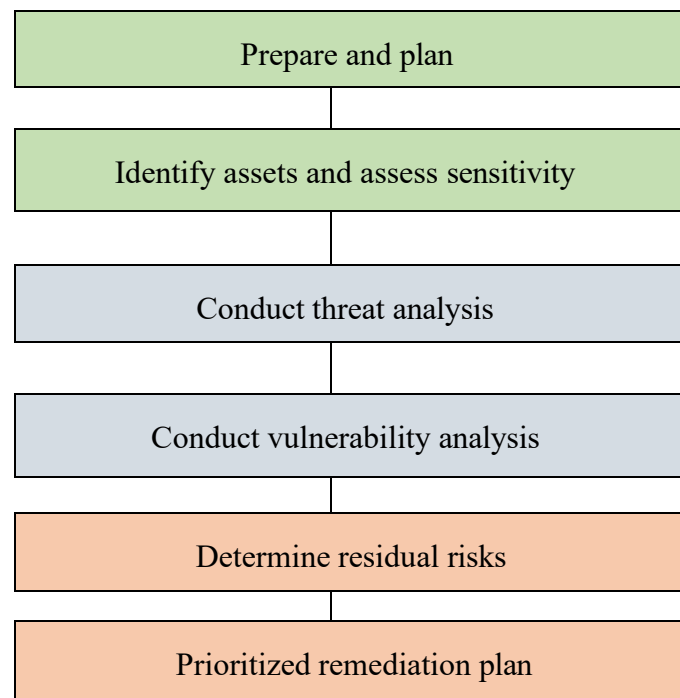 Prepare and plan
Identify assets and assess sensitivity
Conduct threat analysis
Conduct vulnerability analysis
Determine residual risks
Prioritized remediation plan